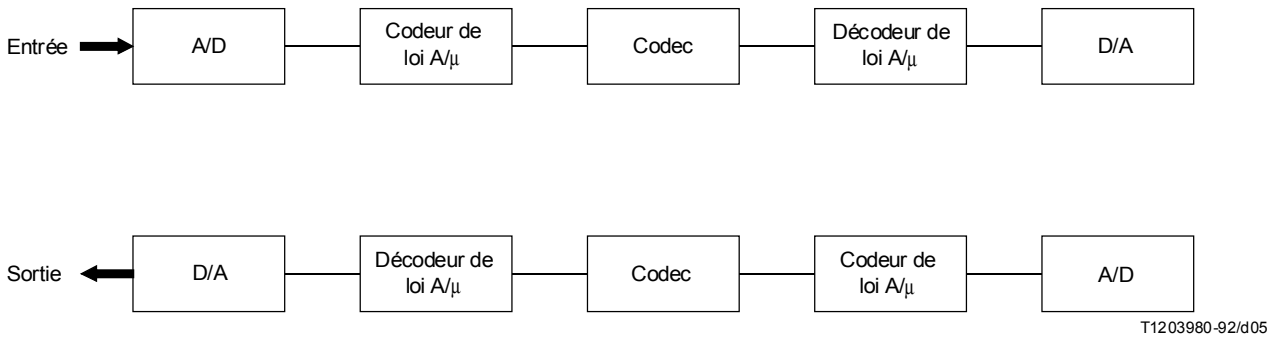 Entrée
A/D
Codeur de
loi A/μ
Codec
Décodeur de
loi A/μ
D/A
Sortie
D/A
Décodeur de
loi A/μ
Codec
Codeur de
loi A/μ
A/D
T1203980-92/d05